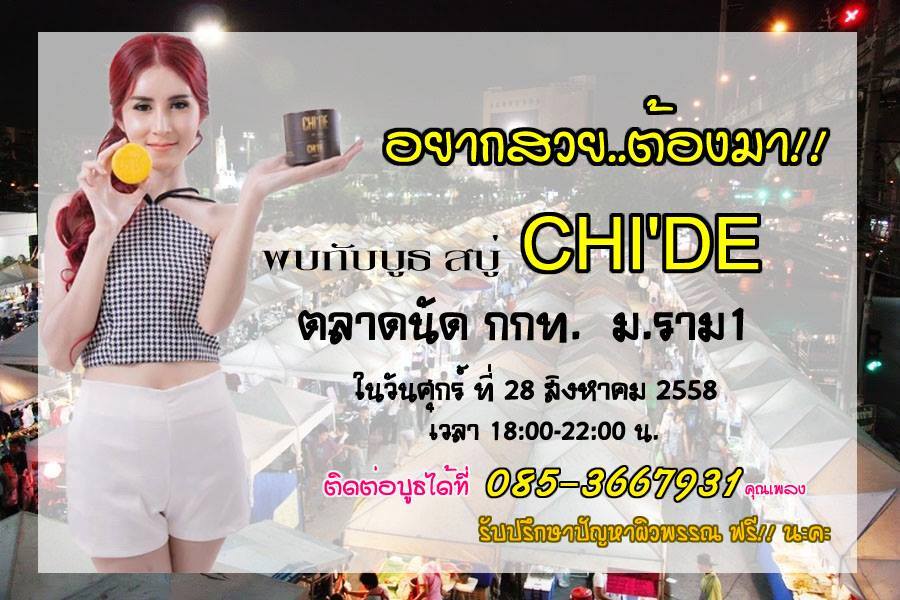 CHI'DE
CHI'DE
อยากสวย..ต้องมา!!
พบกับบูธ สบู่ CHI'DE
ตลาดนัด กกท. ม.ราม1
ในวันศุกร์ ที่ 28 สิงหาคม 2558
เวลา 18:00-22:00 น.
ติดต่อบูธได้ที่ 085-3667931 คุณเพลง
รับปรึกษาปัญหาผิวพรรณ ฟรี!! นะคะ